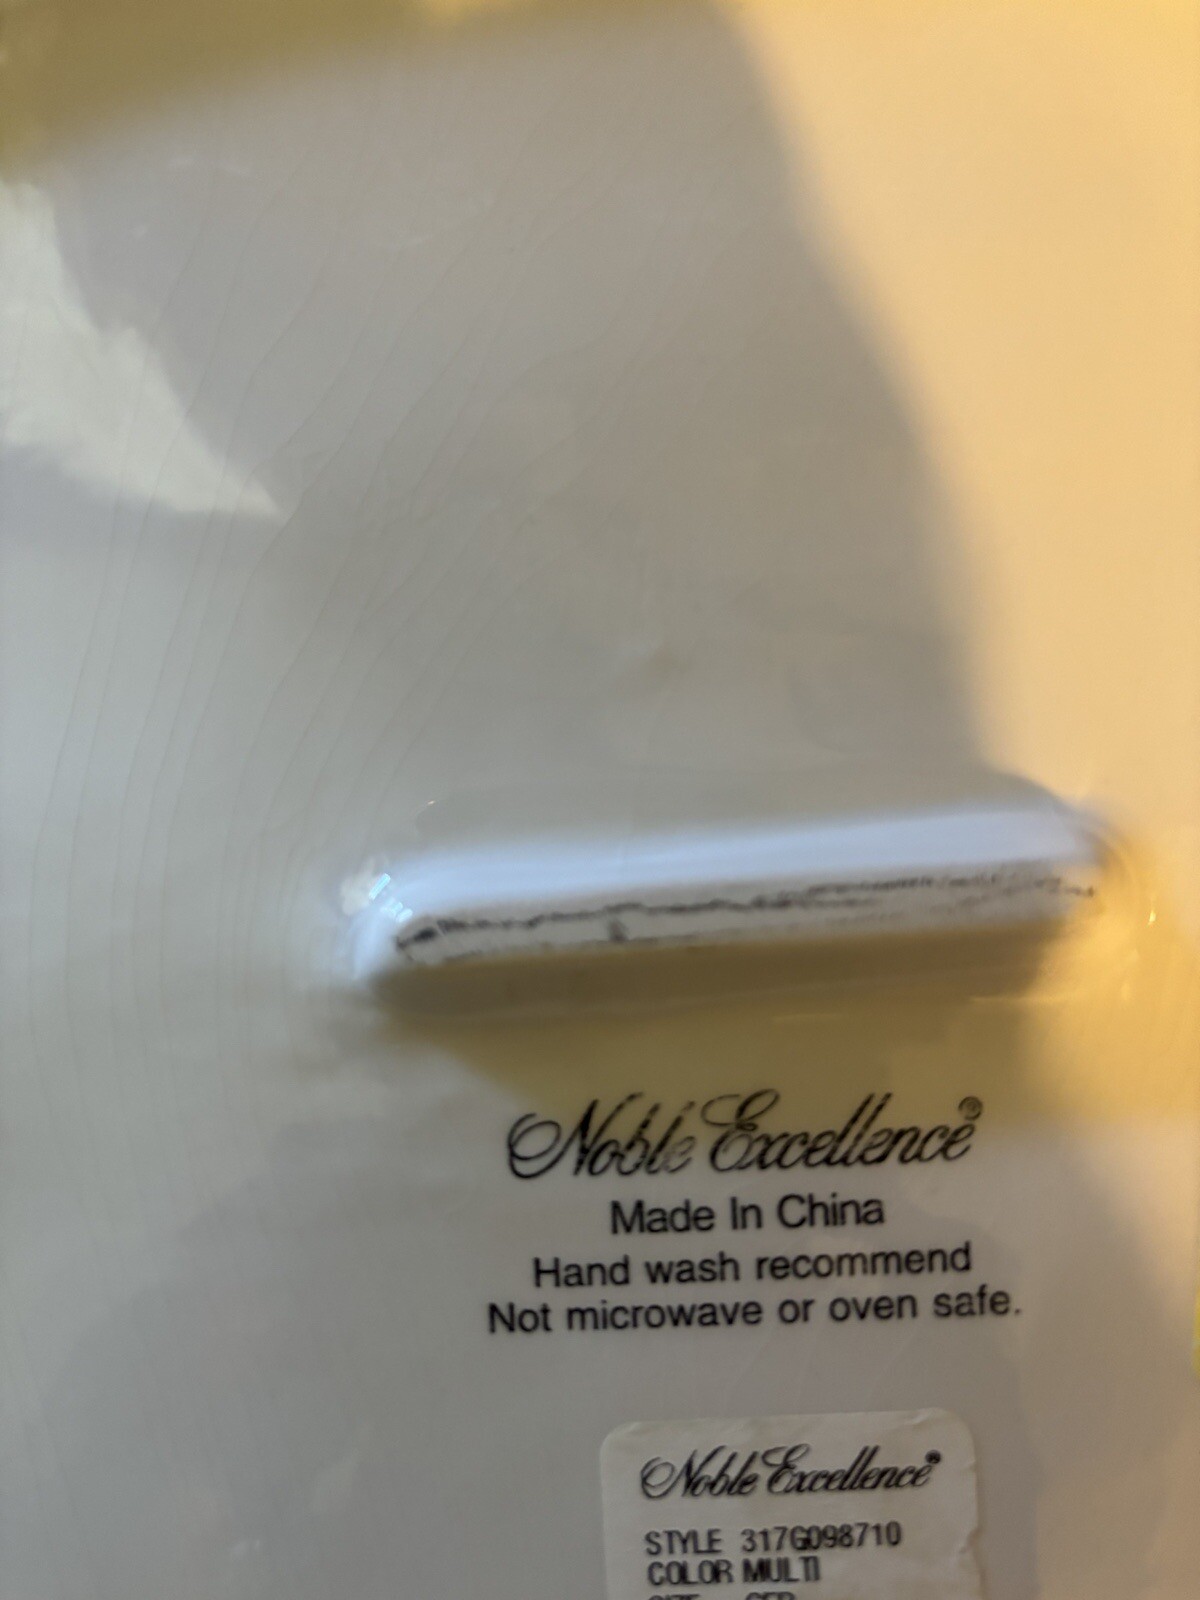 Noble Excellence®
Made In China
Hand wash recommend
Not microwave or oven safe.
Noble Excellence®
STYLE 317G098710
COLOR MULTI